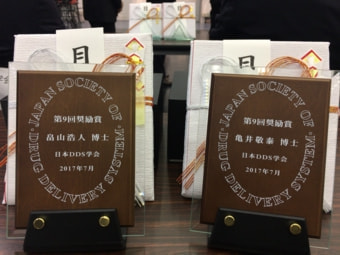 JAPAN SOCIETY OF
第9回奨励賞
畠山浩人 博士
日本DDS学会
2017年7月
DRUG DELIVERY SYSTEM
JAPAN SOCIETY OF
第9回奨励賞
亀井敬泰 博士
日本DDS学会
2017年7月
DRUG DELIVERY SYSTEM